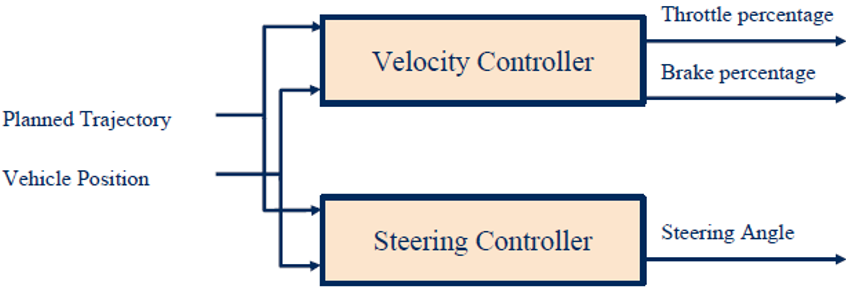 Throttle percentage
Velocity Controller
Brake percentage
Planned Trajectory
Vehicle Position
Steering Controller
Steering Angle